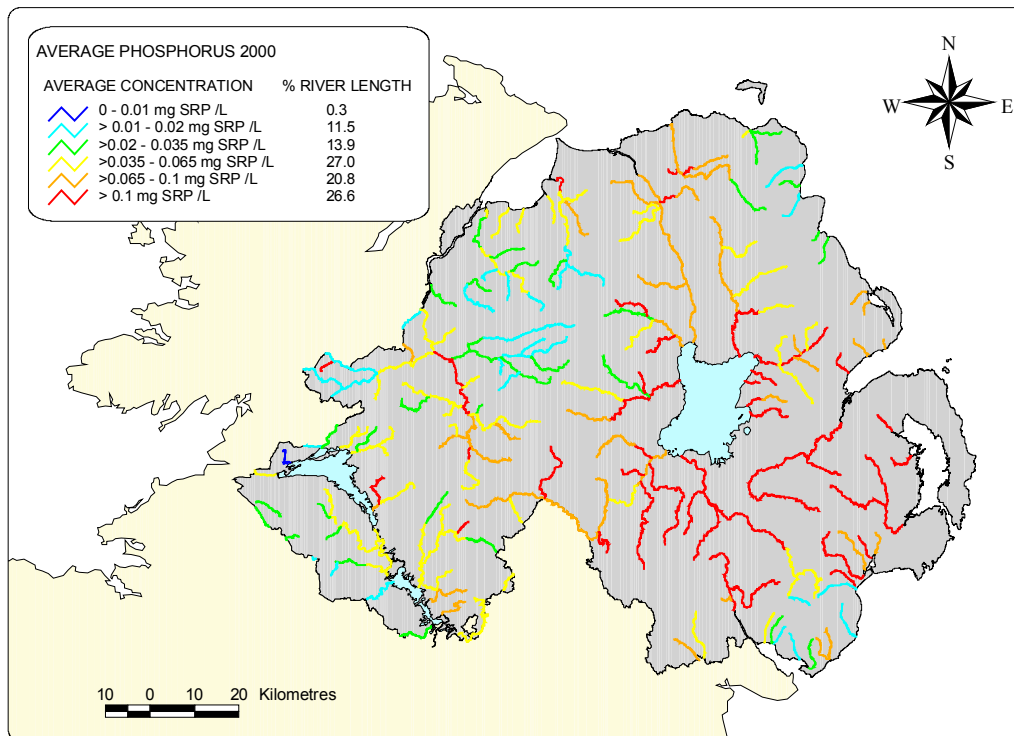 AVERAGE PHOSPHORUS 2000
AVERAGE CONCENTRATION % RIVER LENGTH
0 - 0.01 mg SRP /L 0.3
> 0.01 - 0.02 mg SRP /L 11.5
>0.02 - 0.035 mg SRP /L 13.9
>0.035 - 0.065 mg SRP /L 27.0
>0.065 - 0.1 mg SRP /L 20.8
> 0.1 mg SRP /L 26.6
N
W E
S
10 0 10 20 Kilometres